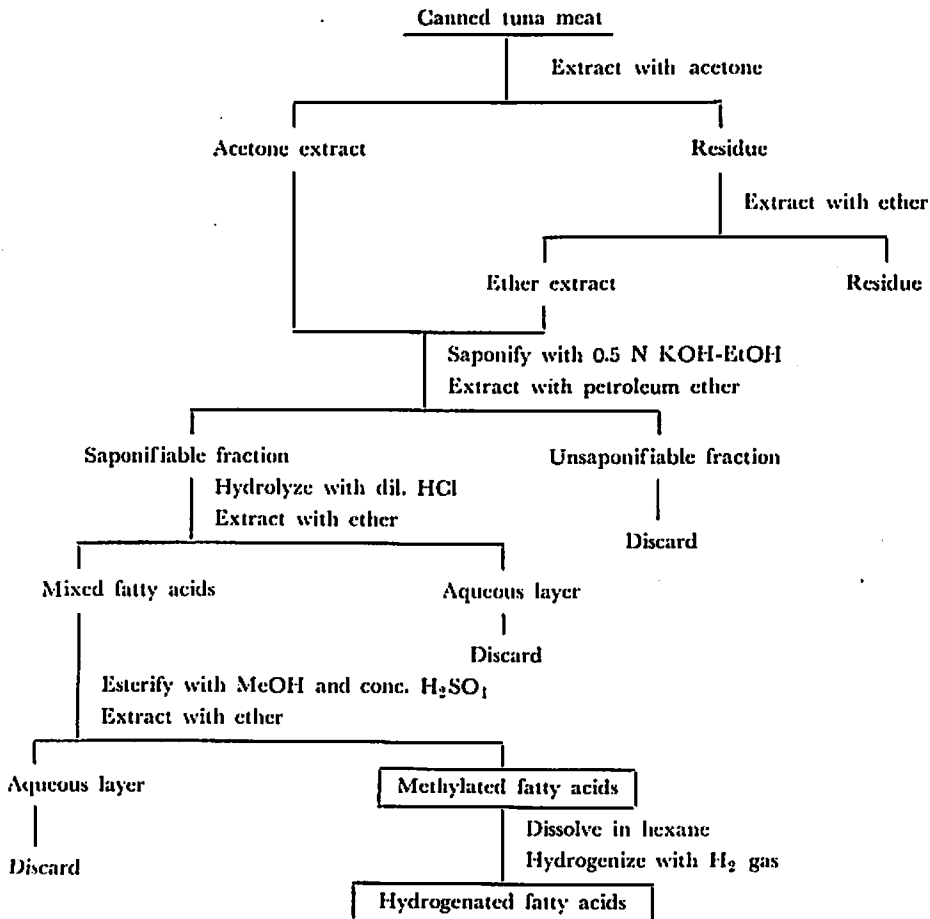 Canned tuna meat
Extract with acetone
Acetone extract
Residue
Extract with ether
Ether extract
Residue
Saponify with 0.5 N KOH-EtOH
Extract with petroleum ether
Saponifiable fraction
Unsaponifiable fraction
Hydrolyze with dil. HCl
Extract with ether
Discard
Mixed fatty acids
Aqueous layer
Discard
Esterify with MeOH and conc. H₂SO₄
Extract with ether
Aqueous layer
Methylated fatty acids
Dissolve in hexane
Hydrogenize with H₂ gas
Discard
Hydrogenated fatty acids